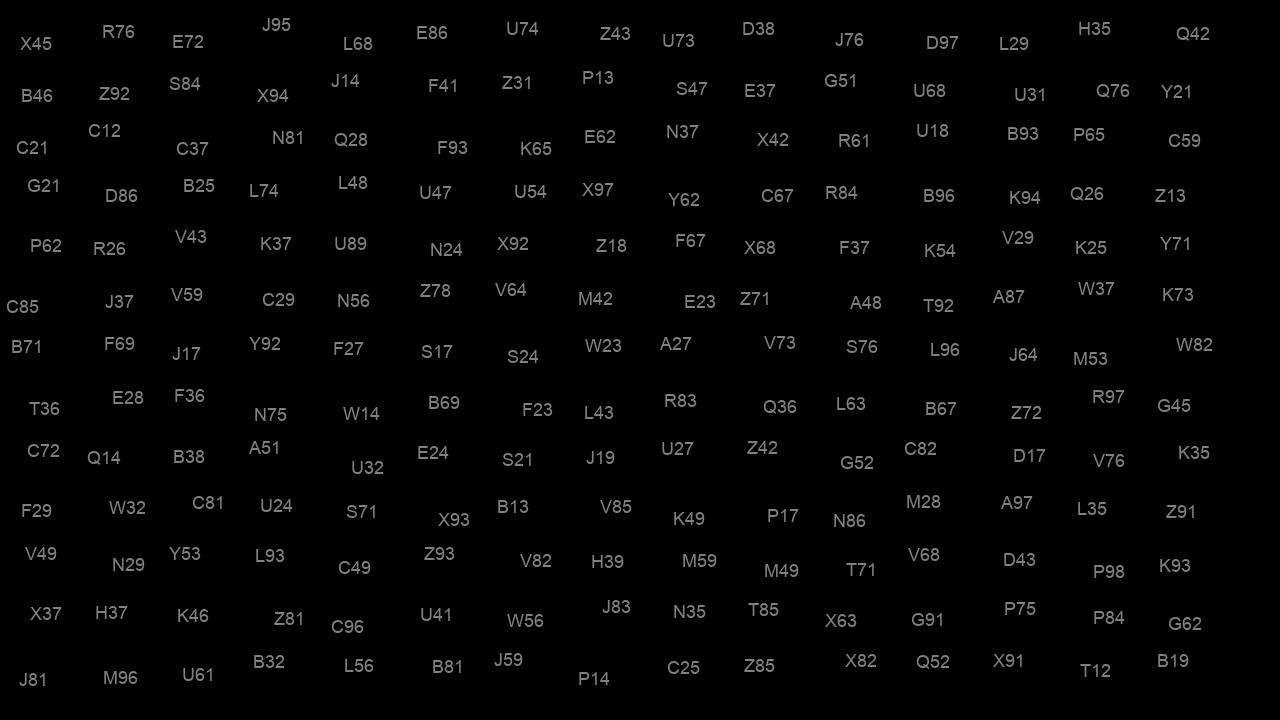 X45 R76 E72 J95 L68 E86 U74 Z43 U73 D38 J76 D97 L29 H35 Q42
B46 Z92 S84 X94 J14 F41 Z31 P13 S47 E37 G51 U68 U31 Q76 Y21
C21 C12 C37 N81 Q28 F93 K65 E62 N37 X42 R61 U18 B93 P65 C59
G21 D86 B25 L74 L48 U47 U54 X97 Y62 C67 R84 B96 K94 Q26 Z13
P62 R26 V43 K37 U89 N24 X92 Z18 F67 X68 F37 K54 V29 K25 Y71
C85 J37 V59 C29 N56 Z78 V64 M42 E23 Z71 A48 T92 A87 W37 K73
B71 F69 J17 Y92 F27 S17 S24 W23 A27 V73 S76 L96 J64 M53 W82
T36 E28 F36 N75 W14 B69 F23 L43 R83 Q36 L63 B67 Z72 R97 G45
C72 Q14 B38 A51 U32 E24 S21 J19 U27 Z42 G52 C82 D17 V76 K35
F29 W32 C81 U24 S71 X93 B13 V85 K49 P17 N86 M28 A97 L35 Z91
V49 N29 Y53 L93 C49 Z93 V82 H39 M59 M49 T71 V68 D43 P98 K93
X37 H37 K46 Z81 C96 U41 W56 J83 N35 T85 X63 G91 P75 P84 G62
J81 M96 U61 B32 L56 B81 J59 P14 C25 Z85 X82 Q52 X91 T12 B19